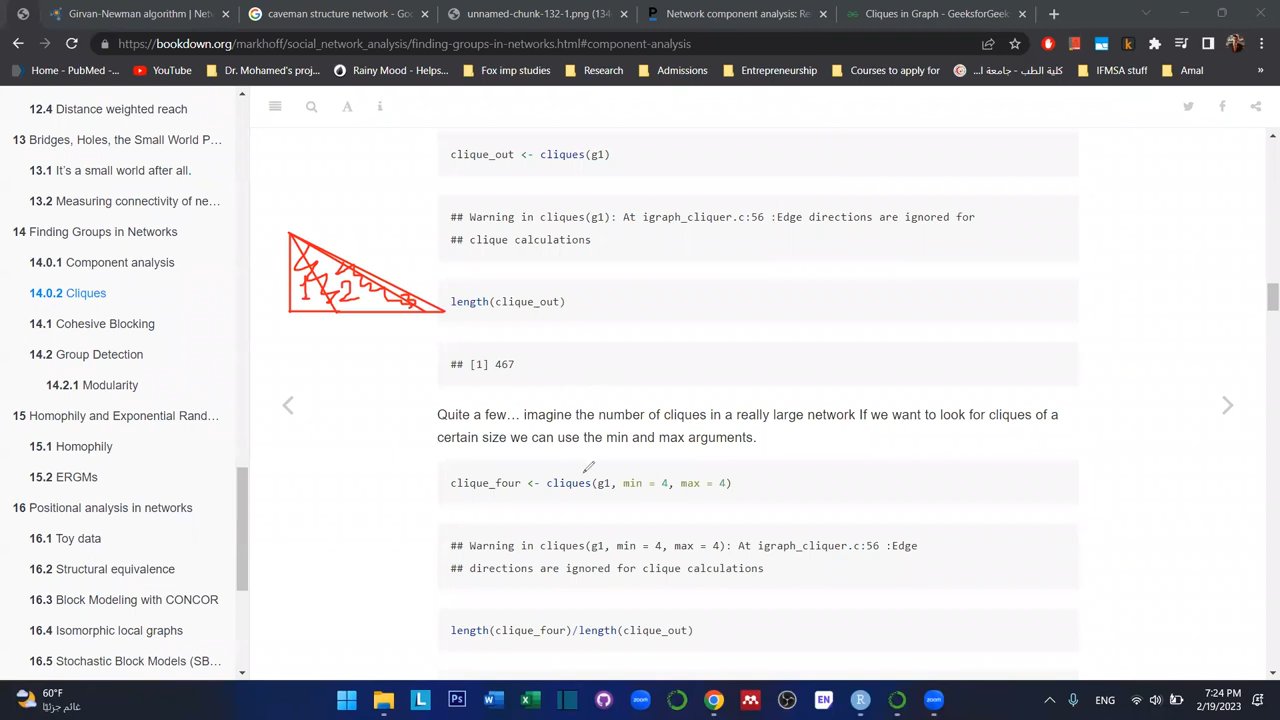 Girvan-Newman algorithm | Net
caveman structure network - Goo
unnamed-chunk-132-1.png (134
Network component analysis: Re
Cliques in Graph - GeeksforGeek
https://bookdown.org/markhoff/social_network_analysis/finding-groups-in-networks.html#component-analysis
Home - PubMed -...
YouTube
Dr. Mohamed's projec...
Rainy Mood - Helps...
Fox imp studies
Research
Admissions
Entrepreneurship
Courses to apply for
كلية الطب - جامعة ا...
IFMSA stuff
Amal
»
12.4 Distance weighted reach
13 Bridges, Holes, the Small World P...
13.1 It's a small world after all.
13.2 Measuring connectivity of ne...
14 Finding Groups in Networks
14.0.1 Component analysis
14.0.2 Cliques
14.1 Cohesive Blocking
14.2 Group Detection
14.2.1 Modularity
15 Homophily and Exponential Rand...
15.1 Homophily
15.2 ERGMs
16 Positional analysis in networks
16.1 Toy data
16.2 Structural equivalence
16.3 Block Modeling with CONCOR
16.4 Isomorphic local graphs
16.5 Stochastic Block Models (SB...
clique_out <- cliques(g1)
## Warning in cliques(g1): At igraph_cliquer.c:56 :Edge directions are ignored for
## clique calculations
1 2
length(clique_out)
## [1] 467
Quite a few… imagine the number of cliques in a really large network If we want to look for cliques of a
certain size we can use the min and max arguments.
clique_four <- cliques(g1, min = 4, max = 4)
## Warning in cliques(g1, min = 4, max = 4): At igraph_cliquer.c:56 :Edge
## directions are ignored for clique calculations
length(clique_four)/length(clique_out)
60°F
غائم جزئيًا
ENG
7:24 PM
2/19/2023